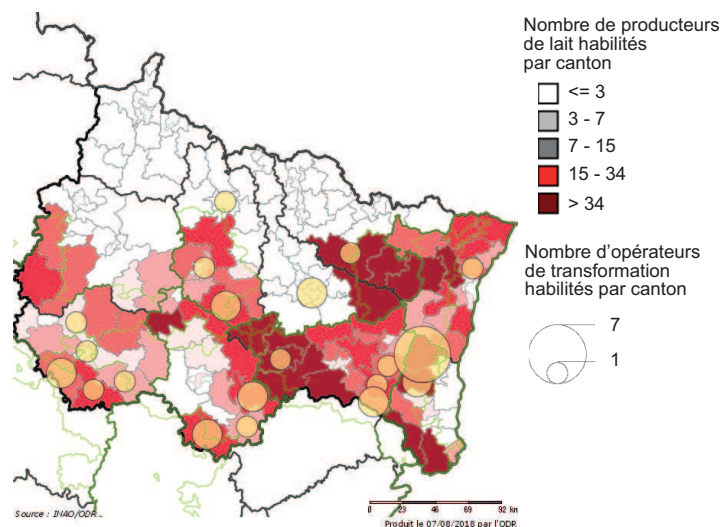 Nombre de producteurs
de lait habilités
par canton
<= 3
3 - 7
7 - 15
15 - 34
> 34
Nombre d'opérateurs
de transformation
habilités par canton
7
1
Source : INAO/ODR
0 23 46 69 92 km
Produit le 07/08/2018 par l'ODR